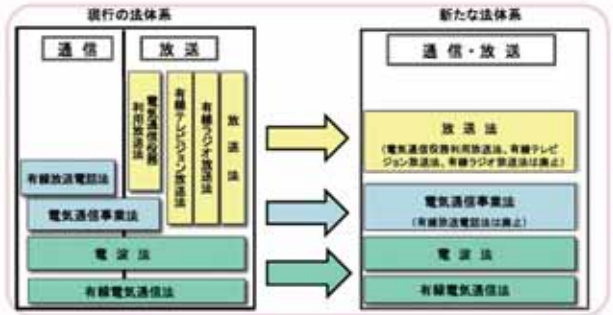 現行の法体系
通信
放送
電気通信役務
利用放送法
有線テレビジョン放送法
有線ラジオ放送法
放送法
有線放送電話法
電気通信事業法
電波法
有線電気通信法
新たな法体系
通信・放送
放送法
(電気通信役務利用放送法、有線テレビ
ジョン放送法、有線ラジオ放送法は廃止)
電気通信事業法
(有線放送電話法は廃止)
電波法
有線電気通信法